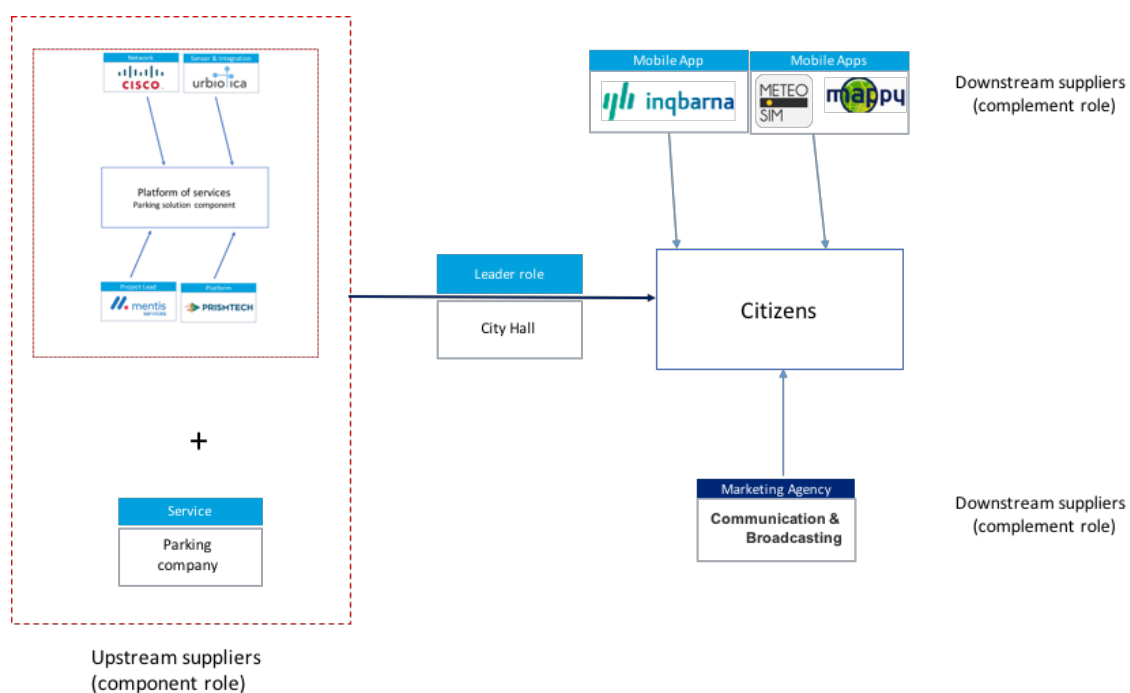 Network
CISCO
Sensor & Integration
urbiotica
Platform of services
Parking solution component
Project Lead
mentis
services
Platform
PRISMTECH
+
Service
Parking
company
Upstream suppliers
(component role)
Leader role
City Hall
Mobile App
inqbarna
Mobile Apps
METEO
SIM
mappy
Downstream suppliers
(complement role)
Citizens
Marketing Agency
Communication &
Broadcasting
Downstream suppliers
(complement role)